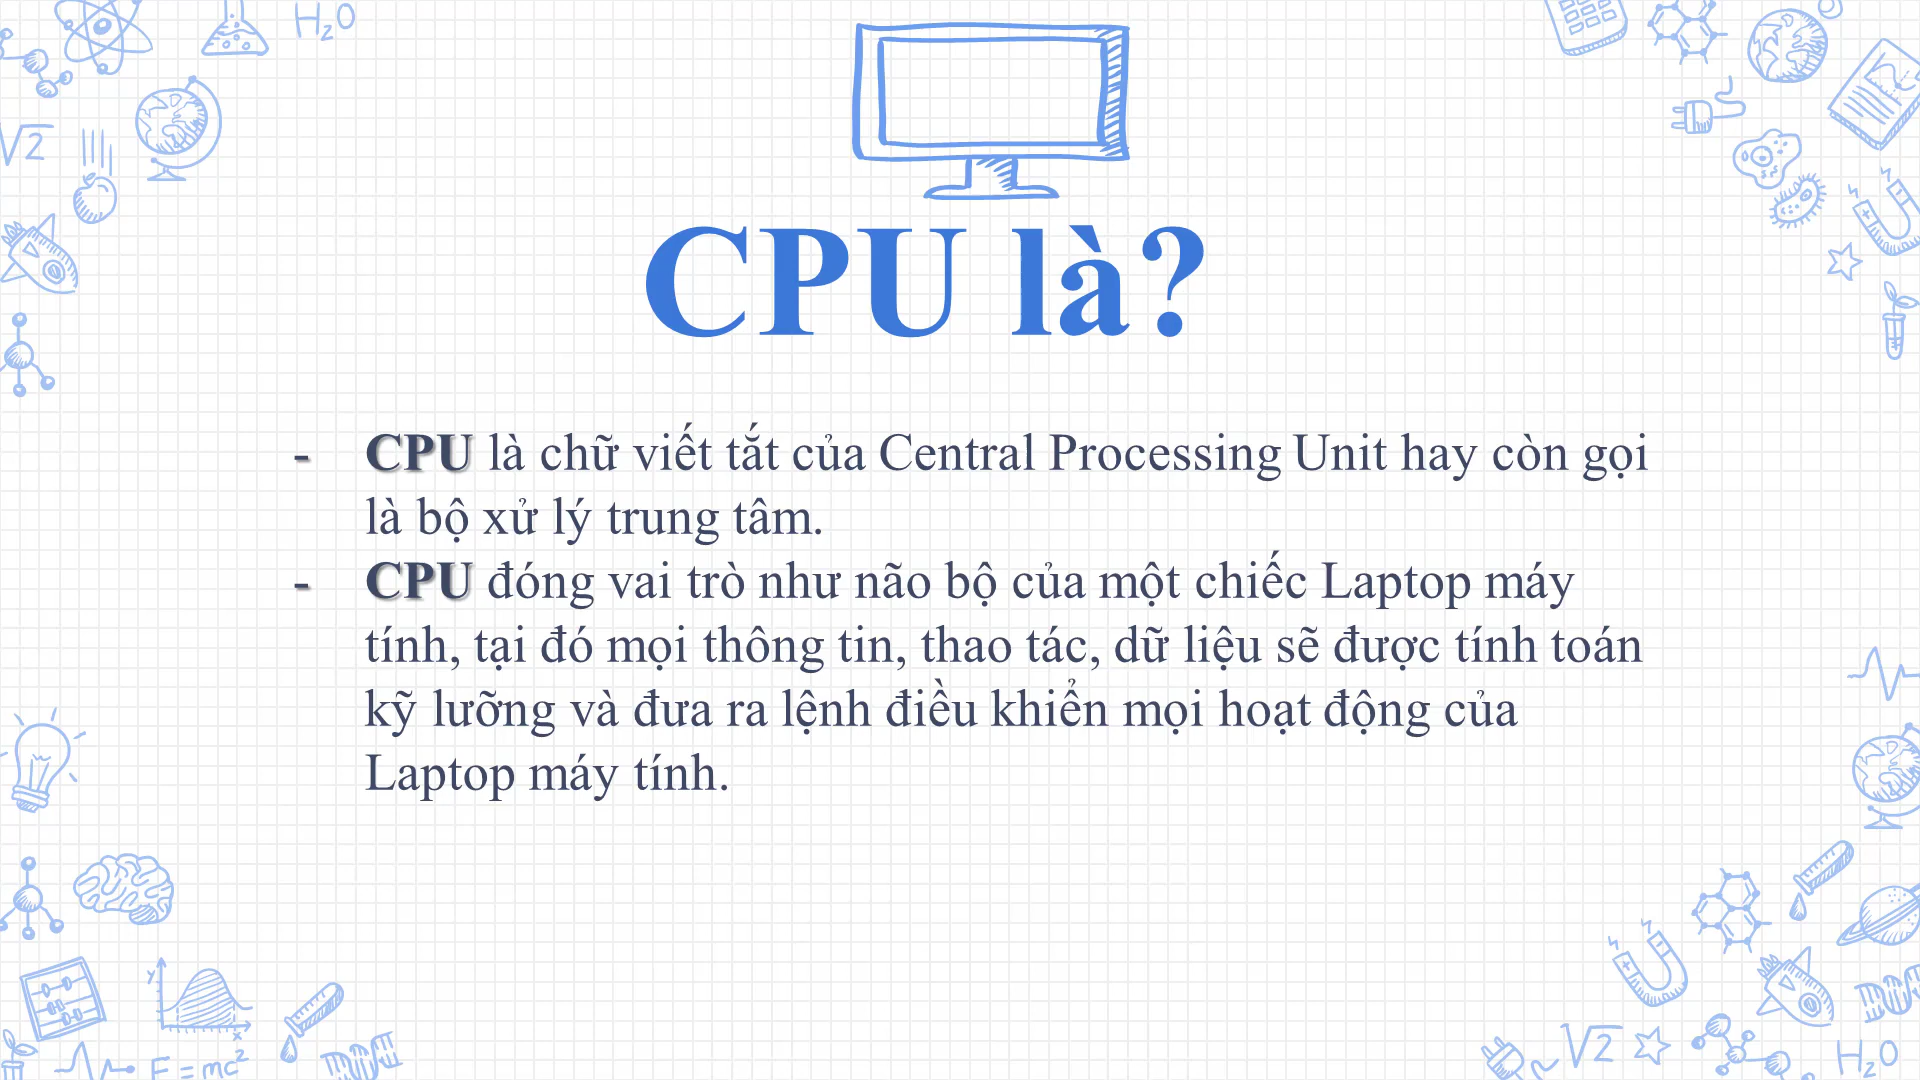 H₂O
√2
CPU là?
- CPU là chữ viết tắt của Central Processing Unit hay còn gọi
là bộ xử lý trung tâm.
- CPU đóng vai trò như não bộ của một chiếc Laptop máy
tính, tại đó mọi thông tin, thao tác, dữ liệu sẽ được tính toán
kỹ lưỡng và đưa ra lệnh điều khiển mọi hoạt động của
Laptop máy tính.
y
x
E=mc²
√2
H₂O